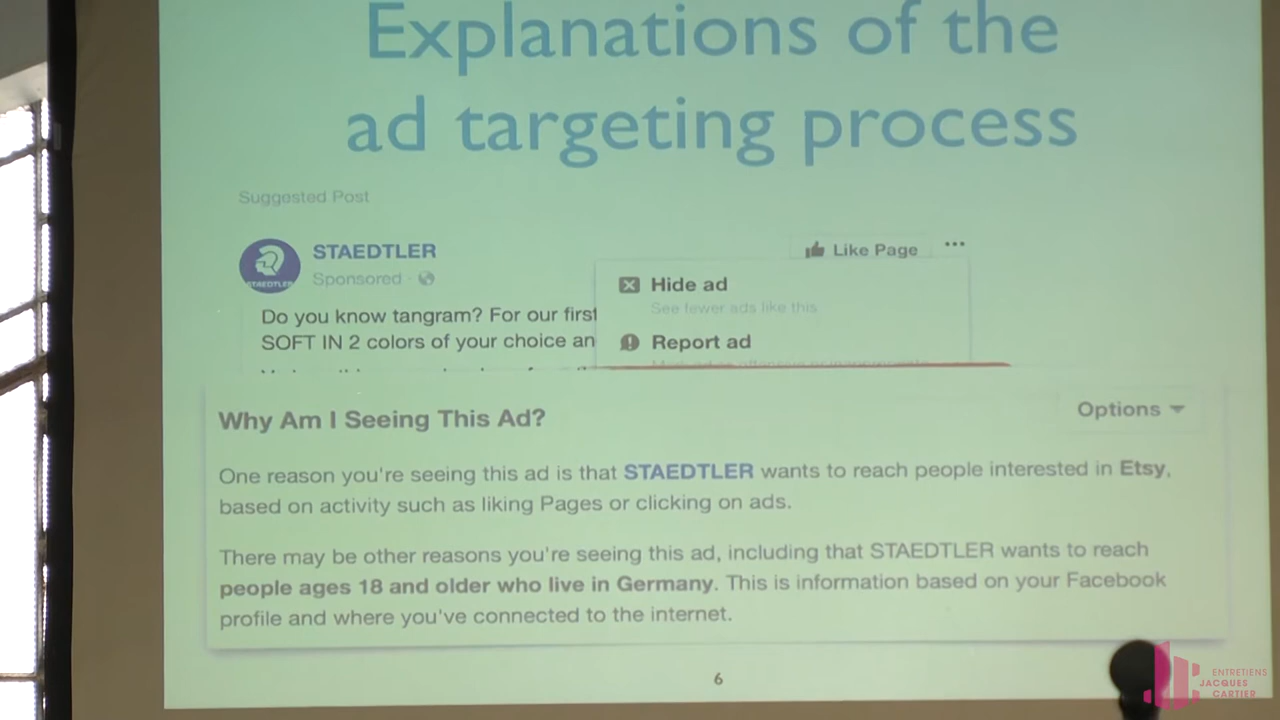 Explanations of the
ad targeting process
Suggested Post
STAEDTLER
STAEDTLER
Sponsored ·
Like Page
Hide ad
See fewer ads like this
Do you know tangram? For our first
SOFT IN 2 colors of your choice an
Report ad
Why Am I Seeing This Ad?
Options
One reason you're seeing this ad is that STAEDTLER wants to reach people interested in Etsy,
based on activity such as liking Pages or clicking on ads.
There may be other reasons you're seeing this ad, including that STAEDTLER wants to reach
people ages 18 and older who live in Germany. This is information based on your Facebook
profile and where you've connected to the internet.
6
ENTRETIENS
JACQUES
CARTIER